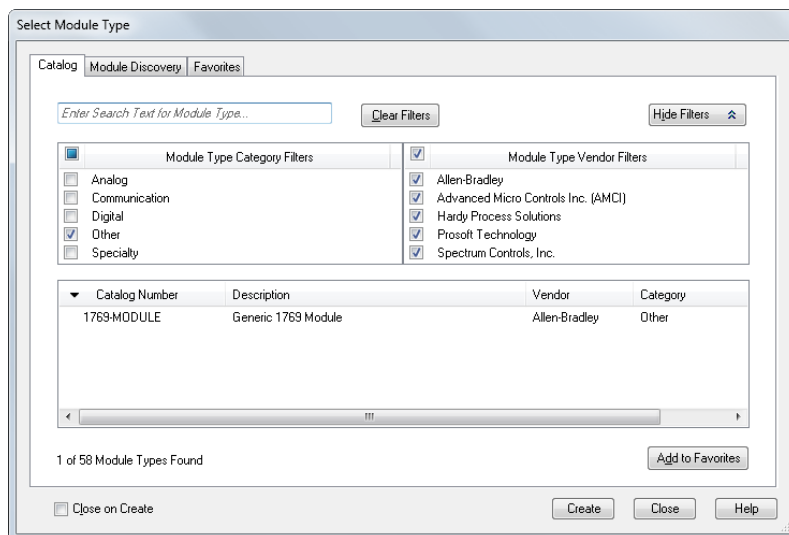 Select Module Type
Catalog Module Discovery Favorites
Enter Search Text for Module Type... Clear Filters Hide Filters
Module Type Category Filters Module Type Vendor Filters
Analog Allen-Bradley
Communication Advanced Micro Controls Inc. (AMCI)
Digital Hardy Process Solutions
Other Prosoft Technology
Specialty Spectrum Controls, Inc.
Catalog Number Description Vendor Category
1769-MODULE Generic 1769 Module Allen-Bradley Other
1 of 58 Module Types Found Add to Favorites
Close on Create Create Close Help